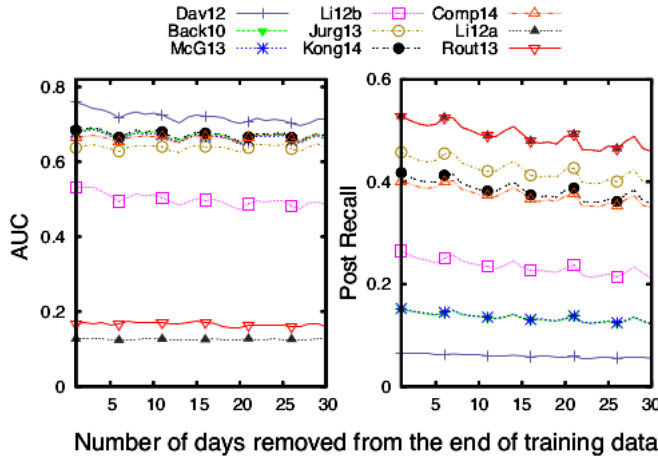 Dav12 Li12b Comp14
Back10 Jurg13 Li12a
McG13 Kong14 Rout13
0.8
0.6
0.4
0.2
0
AUC
5 10 15 20 25 30
0.6
0.4
0.2
0
Post Recall
5 10 15 20 25 30
Number of days removed from the end of training data